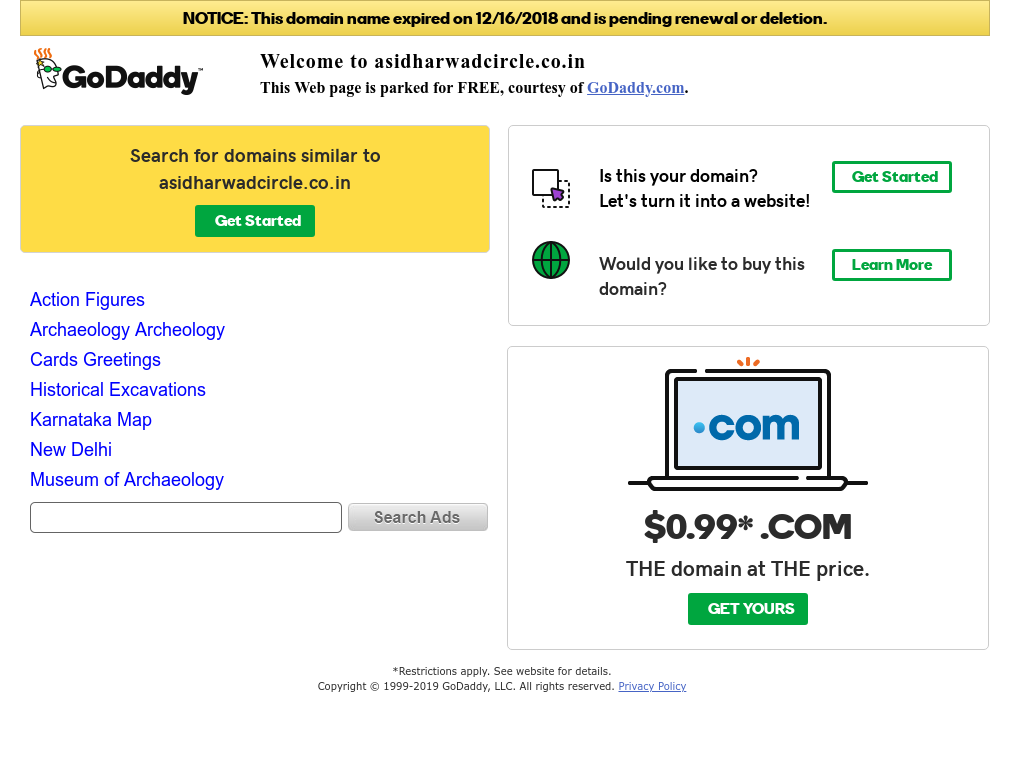 NOTICE: This domain name expired on 12/16/2018 and is pending renewal or deletion.
GoDaddy™
Welcome to asidharwadcircle.co.in
This Web page is parked for FREE, courtesy of GoDaddy.com.
Search for domains similar to
asidharwadcircle.co.in
Get Started
Is this your domain?
Let's turn it into a website!
Get Started
Would you like to buy this
domain?
Learn More
Action Figures
Archaeology Archeology
Cards Greetings
Historical Excavations
Karnataka Map
New Delhi
Museum of Archaeology
Search Ads
.com
$0.99* .COM
THE domain at THE price.
GET YOURS
*Restrictions apply. See website for details.
Copyright © 1999-2019 GoDaddy, LLC. All rights reserved. Privacy Policy